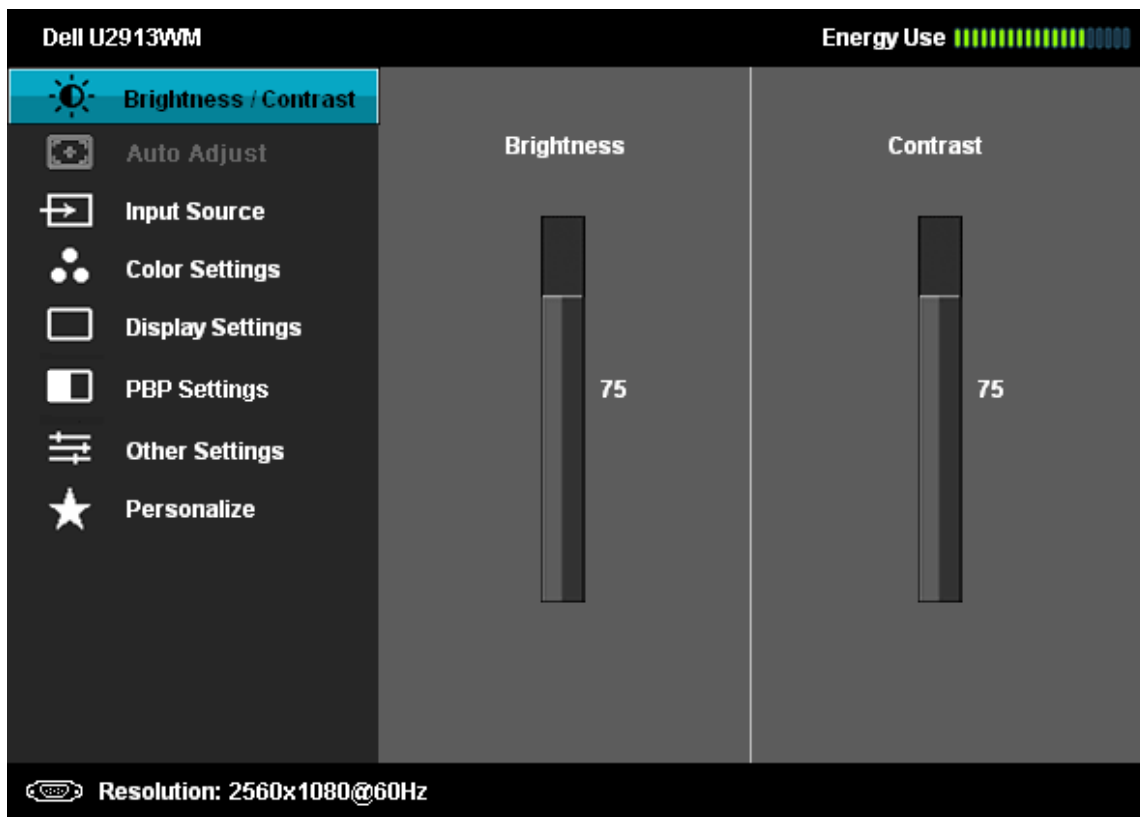 Dell U2913WM
Energy Use
Brightness / Contrast
Auto Adjust
Input Source
Color Settings
Display Settings
PBP Settings
Other Settings
Personalize
Brightness
75
Contrast
75
Resolution: 2560x1080@60Hz